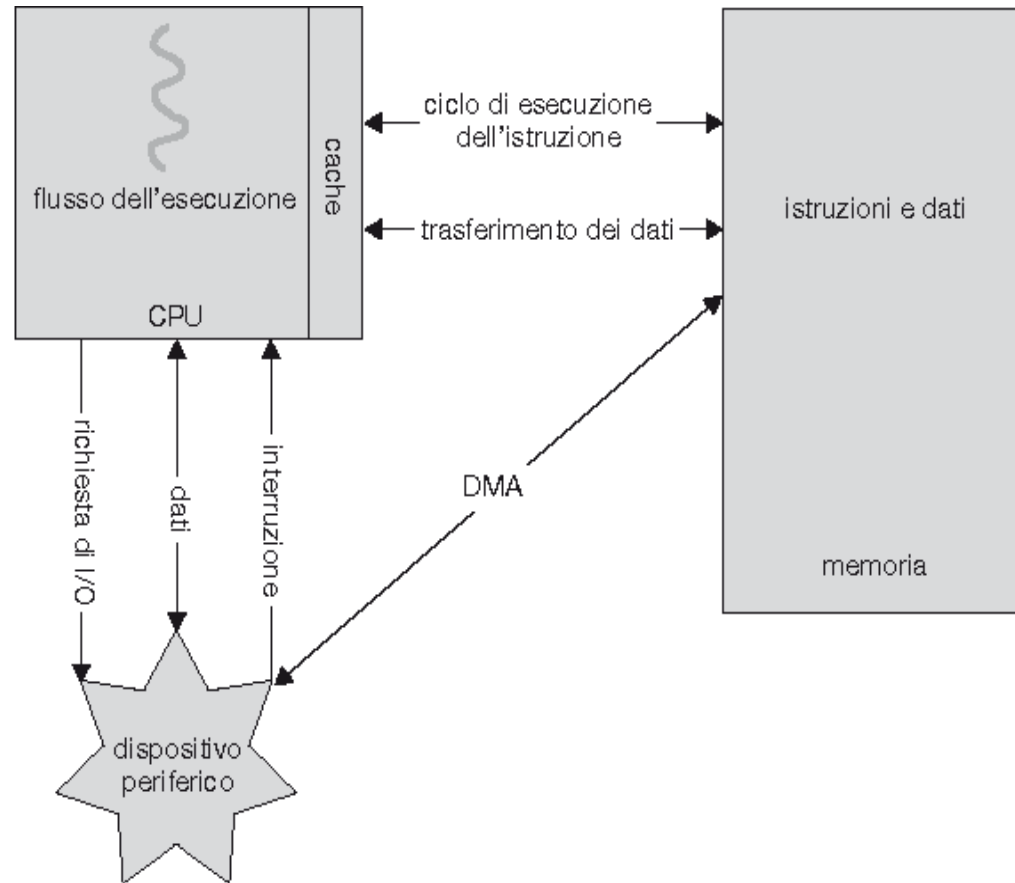 flusso dell'esecuzione
CPU
cache
ciclo di esecuzione
dell'istruzione
trasferimento dei dati
istruzioni e dati
memoria
richiesta di I/O
dati
interruzione
DMA
dispositivo
periferico